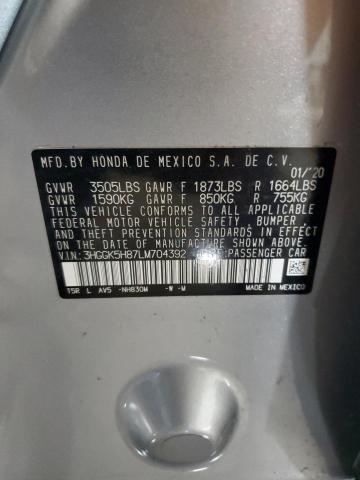 MFD.BY HONDA DE MEXICO S.A. DE C.V.
01/'20
GVWR 3505LBS GAWR F 1873LBS R 1664LBS
GVWR 1590KG GAWR F 850KG R 755KG
THIS VEHICLE CONFORMS TO ALL APPLICABLE
FEDERAL MOTOR VEHICLE SAFETY, BUMPER,
AND THEFT PREVENTION STANDARDS IN EFFECT
ON THE DATE OF MANUFACTURE SHOWN ABOVE.
V.I.N: 3HGGK5H87LM704392 PASSENGER CAR
T5R L AV5 -NH830M -W -M
MADE IN MEXICO